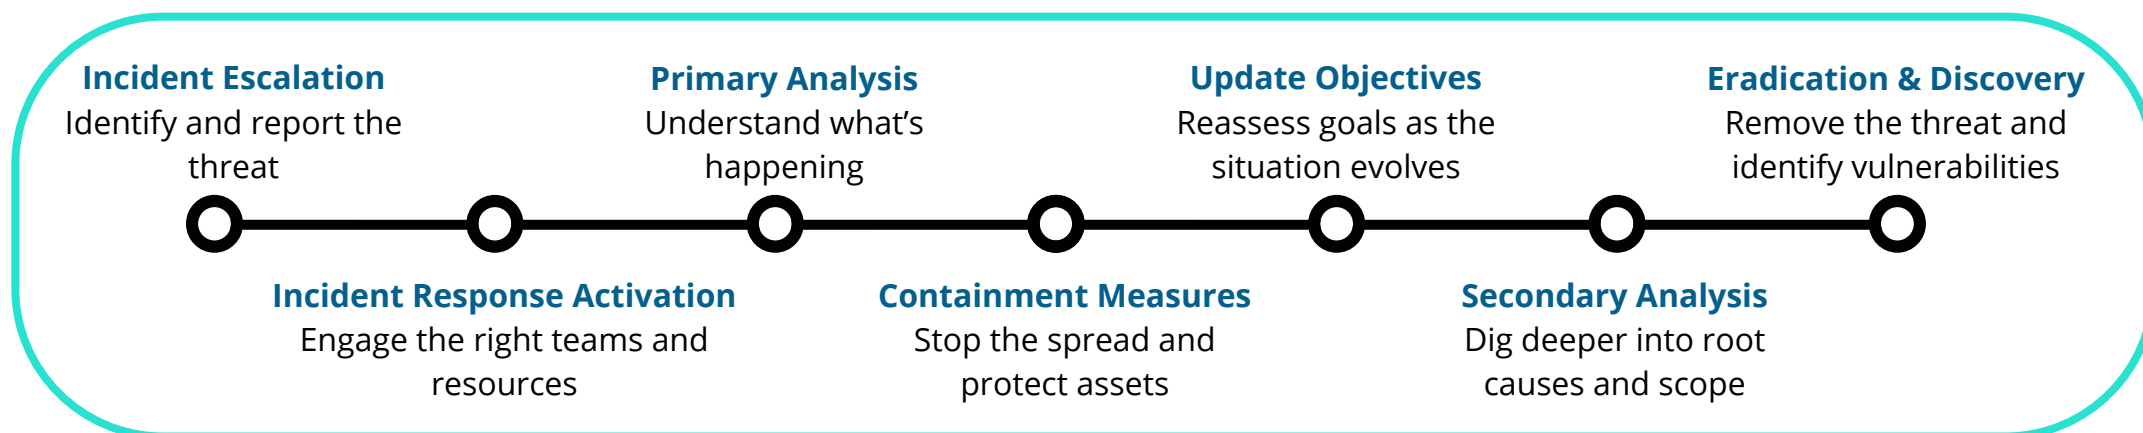 Incident Escalation
Identify and report the
threat
Incident Response Activation
Engage the right teams and
resources
Primary Analysis
Understand what’s
happening
Containment Measures
Stop the spread and
protect assets
Update Objectives
Reassess goals as the
situation evolves
Secondary Analysis
Dig deeper into root
causes and scope
Eradication & Discovery
Remove the threat and
identify vulnerabilities